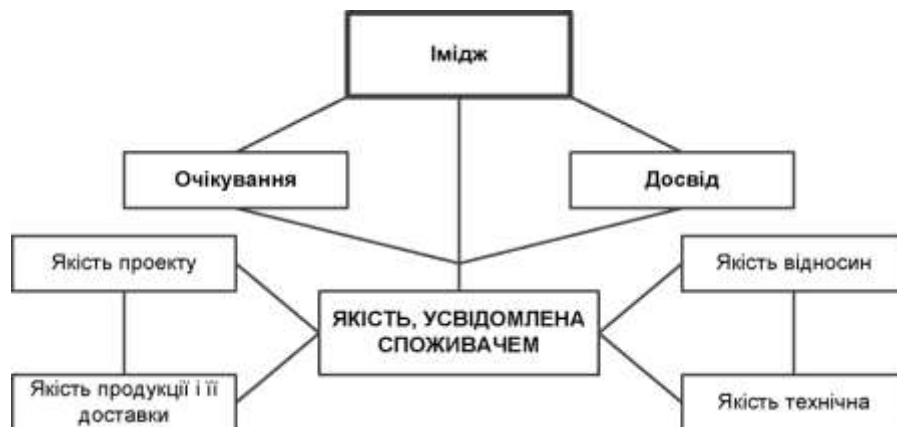 Імідж
Очікування
Досвід
Якість проекту
Якість відносин
ЯКІСТЬ, УСВІДОМЛЕНА
СПОЖИВАЧЕМ
Якість продукції і її
доставки
Якість технічна